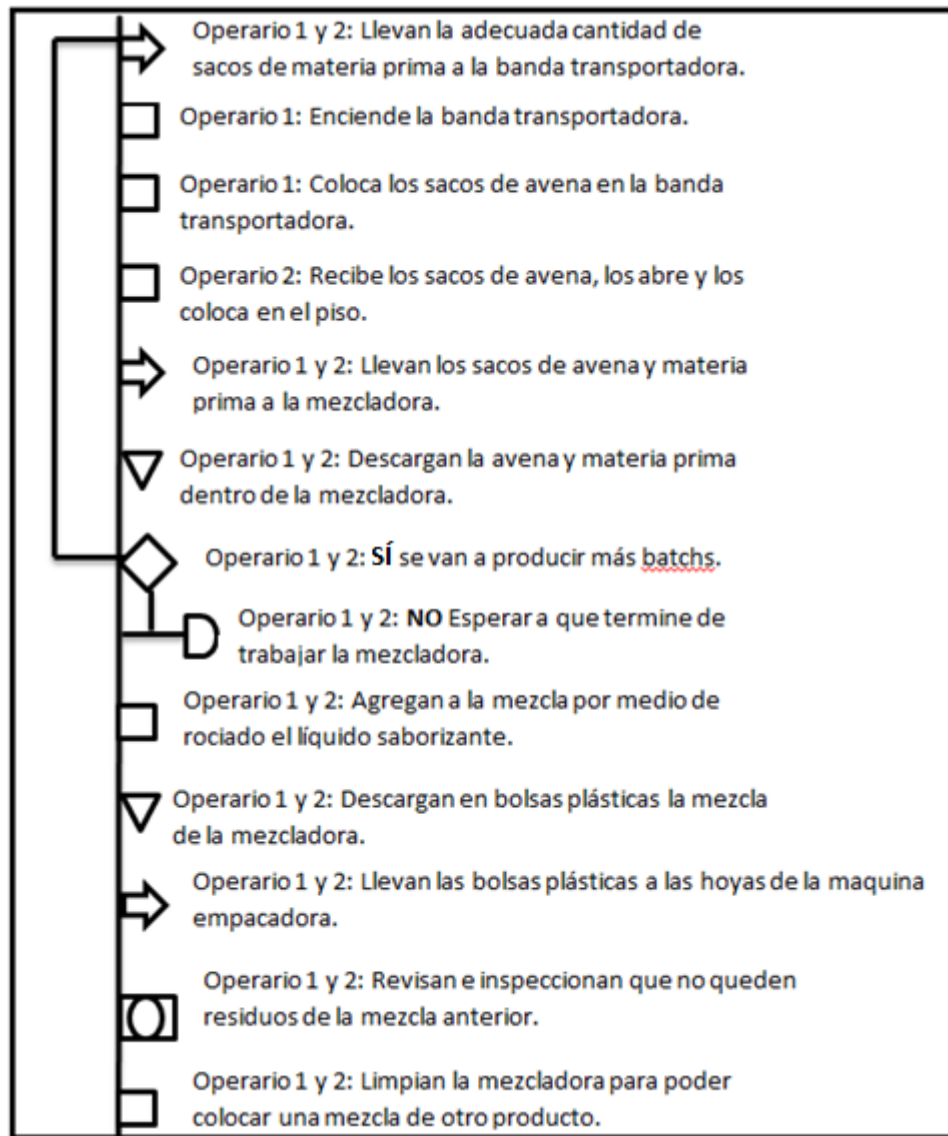 Operario 1 y 2: Llevan la adecuada cantidad de
sacos de materia prima a la banda transportadora.
Operario 1: Enciende la banda transportadora.
Operario 1: Coloca los sacos de avena en la banda
transportadora.
Operario 2: Recibe los sacos de avena, los abre y los
coloca en el piso.
Operario 1 y 2: Llevan los sacos de avena y materia
prima a la mezcladora.
Operario 1 y 2: Descargan la avena y materia prima
dentro de la mezcladora.
Operario 1 y 2: SÍ se van a producir más batchs.
Operario 1 y 2: NO Esperar a que termine de
trabajar la mezcladora.
Operario 1 y 2: Agregan a la mezcla por medio de
rociado el líquido saborizante.
Operario 1 y 2: Descargan en bolsas plásticas la mezcla
de la mezcladora.
Operario 1 y 2: Llevan las bolsas plásticas a las hoyas de la maquina
empacadora.
Operario 1 y 2: Revisan e inspeccionan que no queden
residuos de la mezcla anterior.
Operario 1 y 2: Limpian la mezcladora para poder
colocar una mezcla de otro producto.